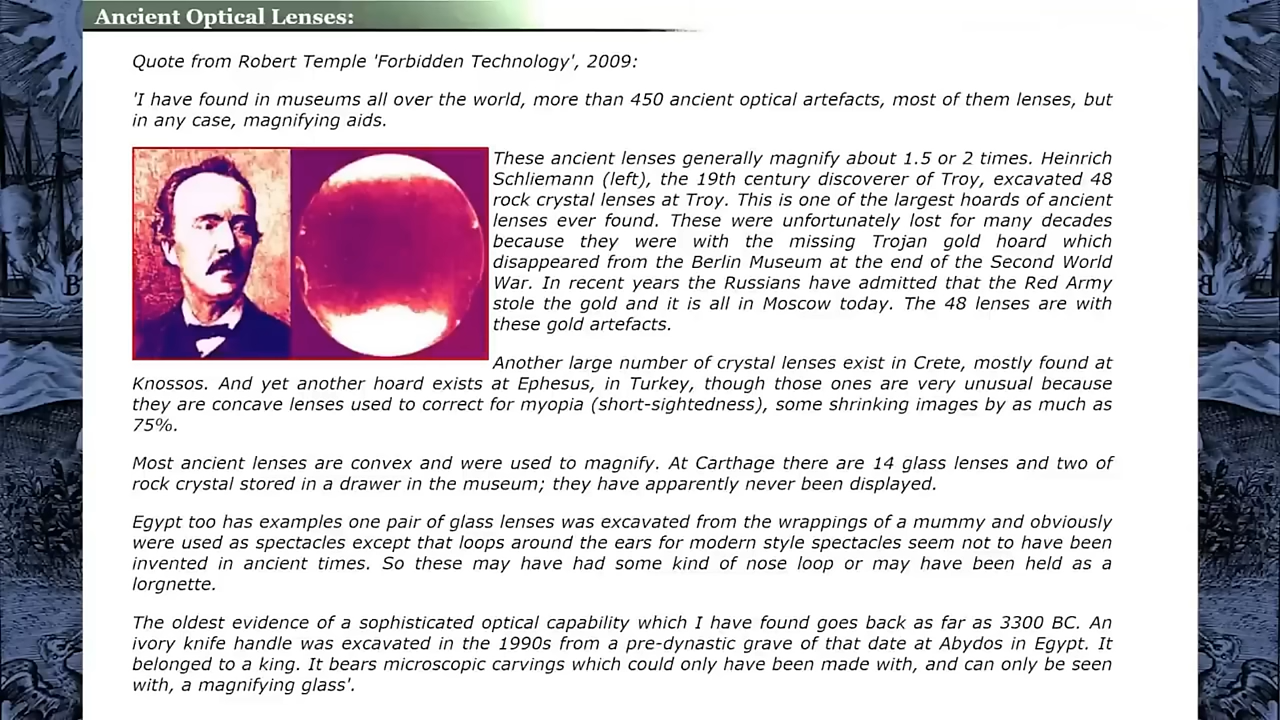 Ancient Optical Lenses:
Quote from Robert Temple 'Forbidden Technology', 2009:
'I have found in museums all over the world, more than 450 ancient optical artefacts, most of them lenses, but
in any case, magnifying aids.
These ancient lenses generally magnify about 1.5 or 2 times. Heinrich
Schliemann (left), the 19th century discoverer of Troy, excavated 48
rock crystal lenses at Troy. This is one of the largest hoards of ancient
lenses ever found. These were unfortunately lost for many decades
because they were with the missing Trojan gold hoard which
disappeared from the Berlin Museum at the end of the Second World
War. In recent years the Russians have admitted that the Red Army
stole the gold and it is all in Moscow today. The 48 lenses are with
these gold artefacts.
Another large number of crystal lenses exist in Crete, mostly found at
Knossos. And yet another hoard exists at Ephesus, in Turkey, though those ones are very unusual because
they are concave lenses used to correct for myopia (short-sightedness), some shrinking images by as much as
75%.
Most ancient lenses are convex and were used to magnify. At Carthage there are 14 glass lenses and two of
rock crystal stored in a drawer in the museum; they have apparently never been displayed.
Egypt too has examples one pair of glass lenses was excavated from the wrappings of a mummy and obviously
were used as spectacles except that loops around the ears for modern style spectacles seem not to have been
invented in ancient times. So these may have had some kind of nose loop or may have been held as a
lorgnette.
The oldest evidence of a sophisticated optical capability which I have found goes back as far as 3300 BC. An
ivory knife handle was excavated in the 1990s from a pre-dynastic grave of that date at Abydos in Egypt. It
belonged to a king. It bears microscopic carvings which could only have been made with, and can only be seen
with, a magnifying glass'.